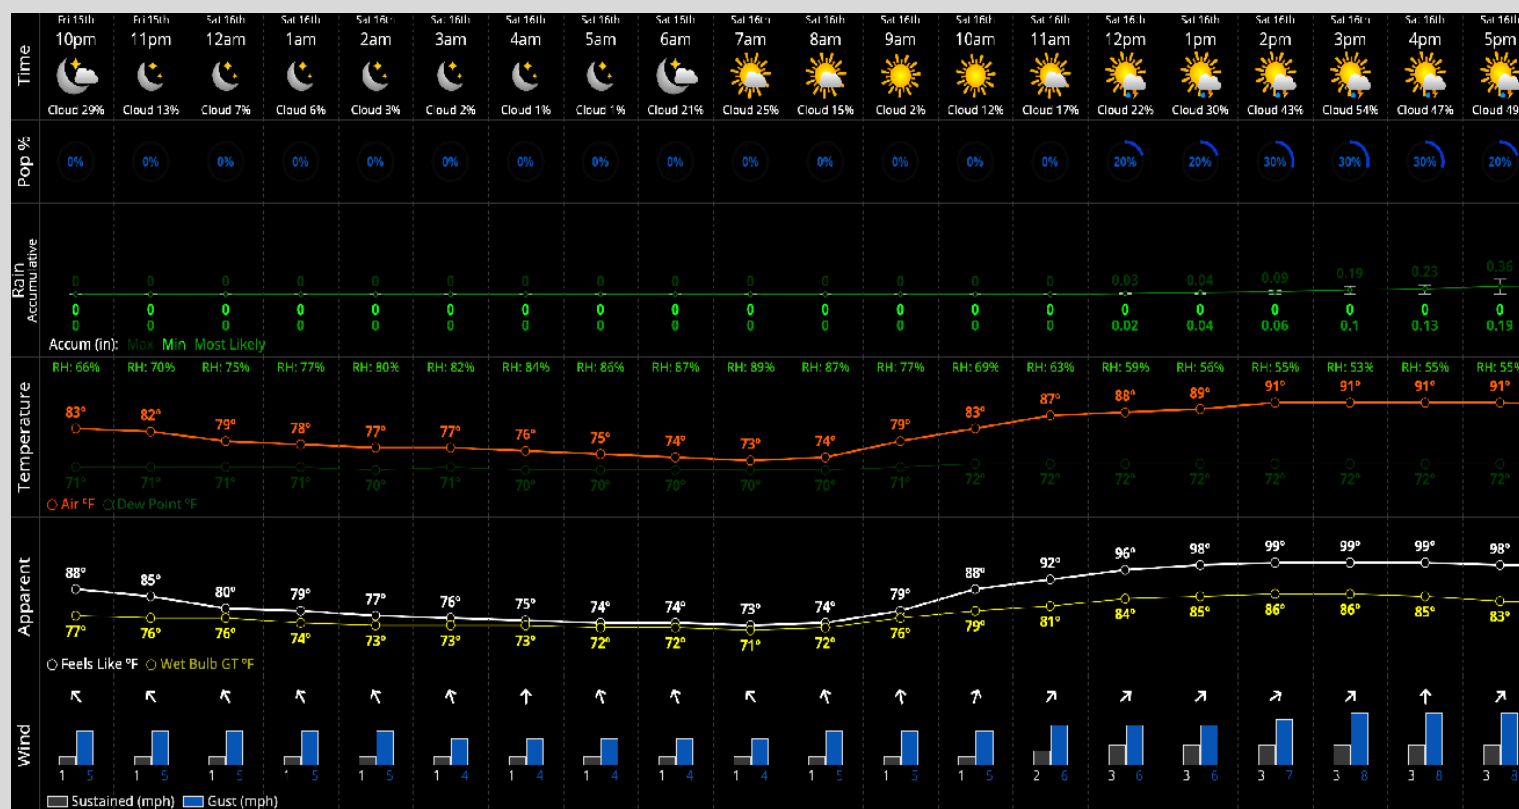 Fri 15th Fri 15th Sat 16th Sat 16th Sat 16th Sat 16th Sat 16th Sat 16th Sat 16th Sat 16th Sat 16th Sat 16th Sat 16th Sat 16th Sat 16th Sat 16th Sat 16th Sat 16th Sat 16th Sat 16th
Time 10pm 11pm 12am 1am 2am 3am 4am 5am 6am 7am 8am 9am 10am 11am 12pm 1pm 2pm 3pm 4pm 5pm
Cloud 29% Cloud 13% Cloud 7% Cloud 6% Cloud 3% Cloud 2% Cloud 1% Cloud 1% Cloud 21% Cloud 25% Cloud 15% Cloud 2% Cloud 12% Cloud 17% Cloud 22% Cloud 30% Cloud 43% Cloud 54% Cloud 47% Cloud 49
Pop % 0% 0% 0% 0% 0% 0% 0% 0% 0% 0% 0% 0% 0% 0% 20% 20% 30% 30% 30% 20%
Rain
Accumulative
0 0 0 0 0 0 0 0 0 0 0 0 0 0 0.03 0.04 0.09 0.19 0.23 0.36
0 0 0 0 0 0 0 0 0 0 0 0 0 0 0 0 0 0 0 0
0 0 0 0 0 0 0 0 0 0 0 0 0 0 0.02 0.04 0.06 0.1 0.13 0.19
Accum (in): Max Min Most Likely
Temperature
RH: 66% RH: 70% RH: 75% RH: 77% RH: 80% RH: 82% RH: 84% RH: 86% RH: 87% RH: 89% RH: 87% RH: 77% RH: 69% RH: 63% RH: 59% RH: 56% RH: 55% RH: 53% RH: 55% RH: 55%
83° 82° 79° 78° 77° 77° 76° 75° 74° 73° 74° 79° 83° 87° 88° 89° 91° 91° 91° 91°
71° 71° 71° 71° 70° 71° 70° 70° 70° 70° 70° 71° 72° 72° 72° 72° 72° 72° 72° 72°
Air °F Dew Point °F
Apparent
88° 85° 80° 79° 77° 76° 75° 74° 74° 73° 74° 79° 88° 92° 96° 98° 99° 99° 99° 98°
77° 76° 76° 74° 73° 73° 73° 72° 72° 71° 72° 76° 79° 81° 84° 85° 86° 86° 85° 83°
Feels Like °F Wet Bulb GT °F
Wind
1 5 1 5 1 5 1 5 1 5 1 4 1 4 1 4 1 4 1 4 1 5 1 5 1 5 2 6 3 6 3 6 3 7 3 8 3 8 3 8
Sustained (mph) Gust (mph)